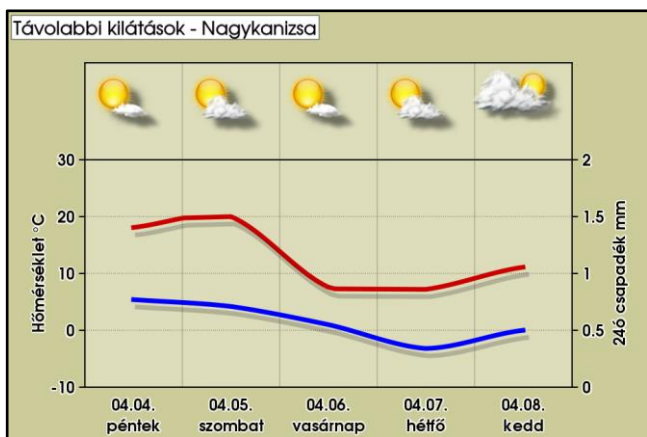 Távolabbi kilátások - Nagykanizsa
30
20
10
0
-10
Hőmérséklet °C
2
1.5
1
0.5
0
24ó csapadék mm
04.04. 04.05. 04.06. 04.07. 04.08.
péntek szombat vasárnap hétfő kedd